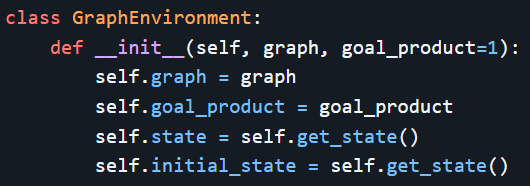 class GraphEnvironment:
    def __init__(self, graph, goal_product=1):
        self.graph = graph
        self.goal_product = goal_product
        self.state = self.get_state()
        self.initial_state = self.get_state()